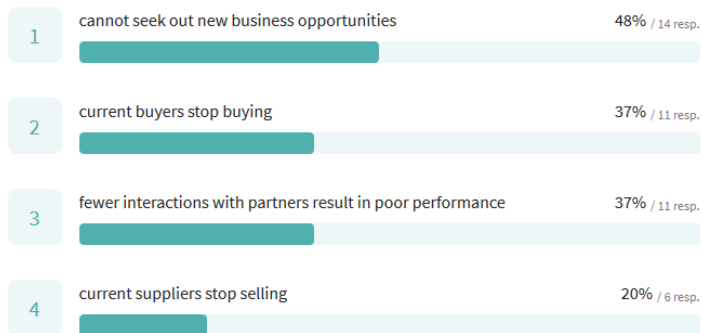 1
cannot seek out new business opportunities
48% / 14 resp.
2
current buyers stop buying
37% / 11 resp.
3
fewer interactions with partners result in poor performance
37% / 11 resp.
4
current suppliers stop selling
20% / 6 resp.